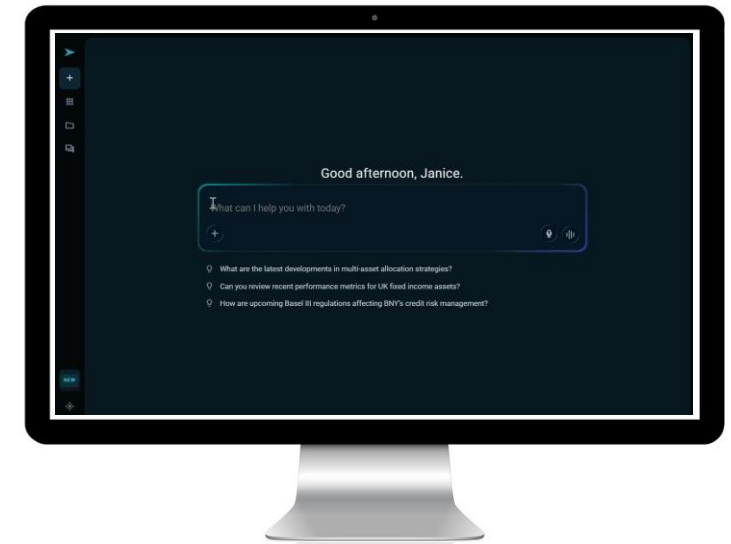 Good afternoon, Janice.
What can I help you with today?
What are the latest developments in multi-asset allocation strategies?
Can you review recent performance metrics for UK fixed income assets?
How are upcoming Basel III regulations affecting BNY's credit risk management?
NEW